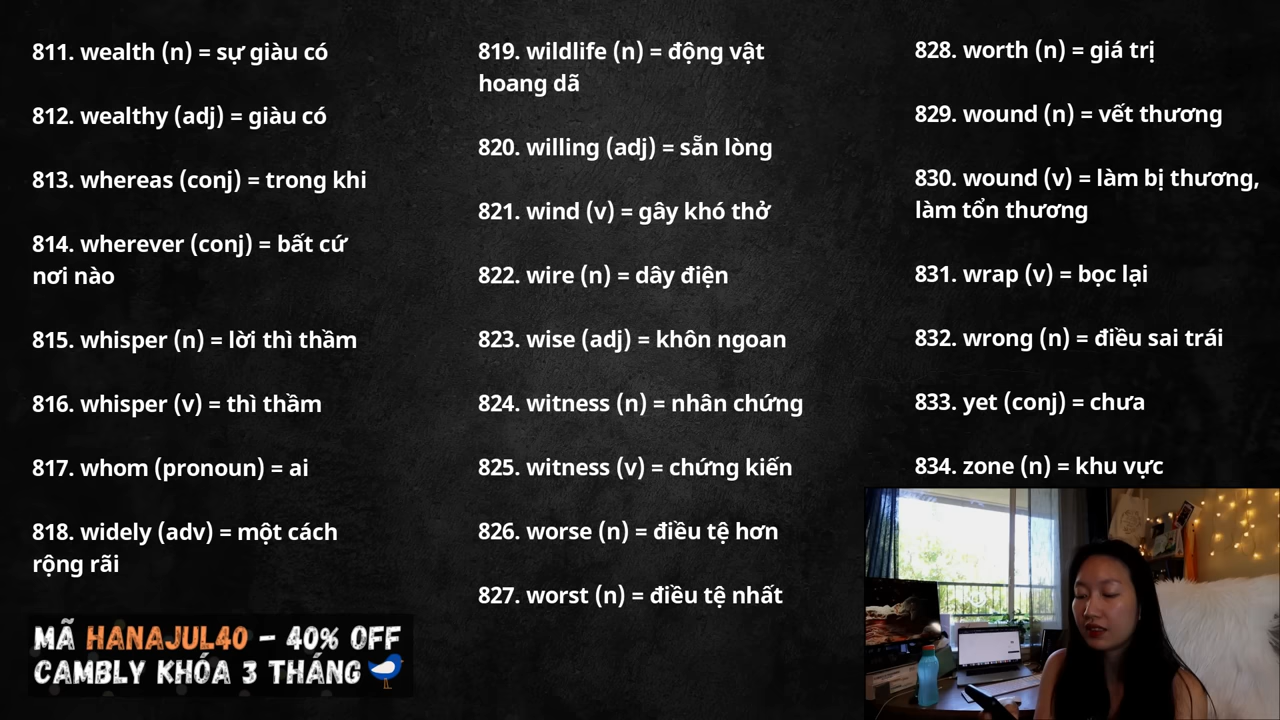 811. wealth (n) = sự giàu có
812. wealthy (adj) = giàu có
813. whereas (conj) = trong khi
814. wherever (conj) = bất cứ
nơi nào
815. whisper (n) = lời thì thầm
816. whisper (v) = thì thầm
817. whom (pronoun) = ai
818. widely (adv) = một cách
rộng rãi
819. wildlife (n) = động vật
hoang dã
820. willing (adj) = sẵn lòng
821. wind (v) = gây khó thở
822. wire (n) = dây điện
823. wise (adj) = khôn ngoan
824. witness (n) = nhân chứng
825. witness (v) = chứng kiến
826. worse (n) = điều tệ hơn
827. worst (n) = điều tệ nhất
828. worth (n) = giá trị
829. wound (n) = vết thương
830. wound (v) = làm bị thương,
làm tổn thương
831. wrap (v) = bọc lại
832. wrong (n) = điều sai trái
833. yet (conj) = chưa
834. zone (n) = khu vực
MÃ HANAJUL40 – 40% OFF
CAMBLY KHÓA 3 THÁNG